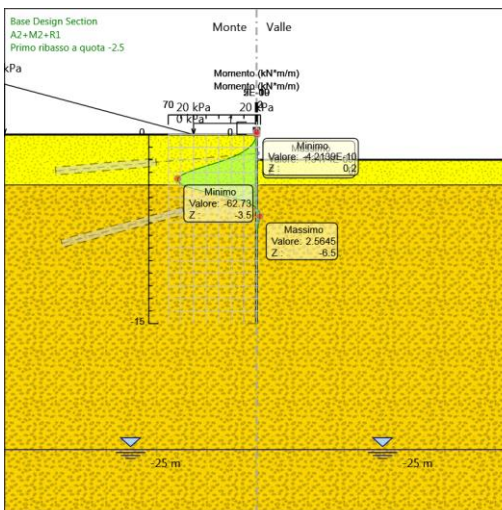 Base Design Section
A2+M2+R1
Primo ribasso a quota -2.5
Monte
Valle
kPa
Momento (kN*m/m)
Momento (kN*m/m)
70
20 kPa
20 kPa
0 kPa
0
0
Minimo
Valore: -4.2139E-10
Z : 0.2
Minimo
Valore: -62.73
Z : -3.5
Massimo
Valore: 2.5645
Z : -6.5
-15
-25 m
-25 m